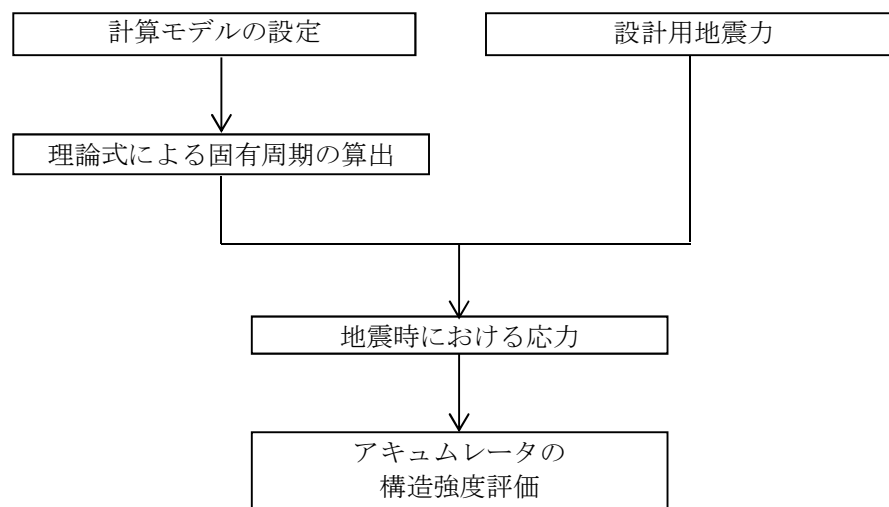 計算モデルの設定
設計用地震力
理論式による固有周期の算出
地震時における応力
アキュムレータの
構造強度評価